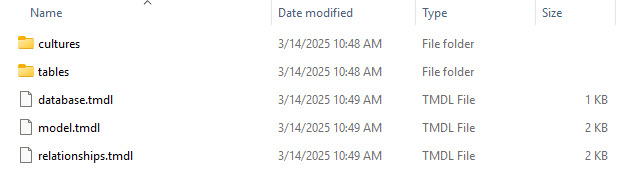 Name Date modified Type Size
cultures 3/14/2025 10:48 AM File folder
tables 3/14/2025 10:48 AM File folder
database.tmdl 3/14/2025 10:49 AM TMDL File 1 KB
model.tmdl 3/14/2025 10:49 AM TMDL File 2 KB
relationships.tmdl 3/14/2025 10:49 AM TMDL File 2 KB